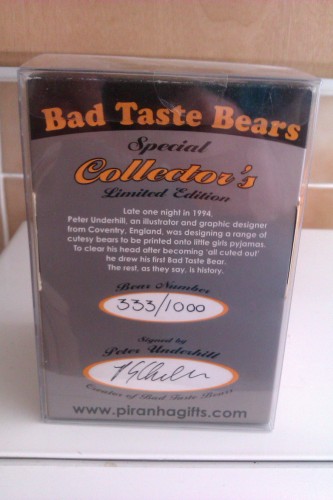 Bad Taste Bears
Special
Collector's
Limited Edition
Late one night in 1994,
Peter Underhill, an illustrator and graphic designer
from Coventry, England, was designing a range of
cutesy bears to be printed onto little girls pyjamas.
To clear his head after becoming 'all cuted out'
he drew his first Bad Taste Bear.
The rest, as they say, is history.
Bear Number
333/1000
Signed by
Peter Underhill
Creator of Bad Taste Bears
www.piranhagifts.com